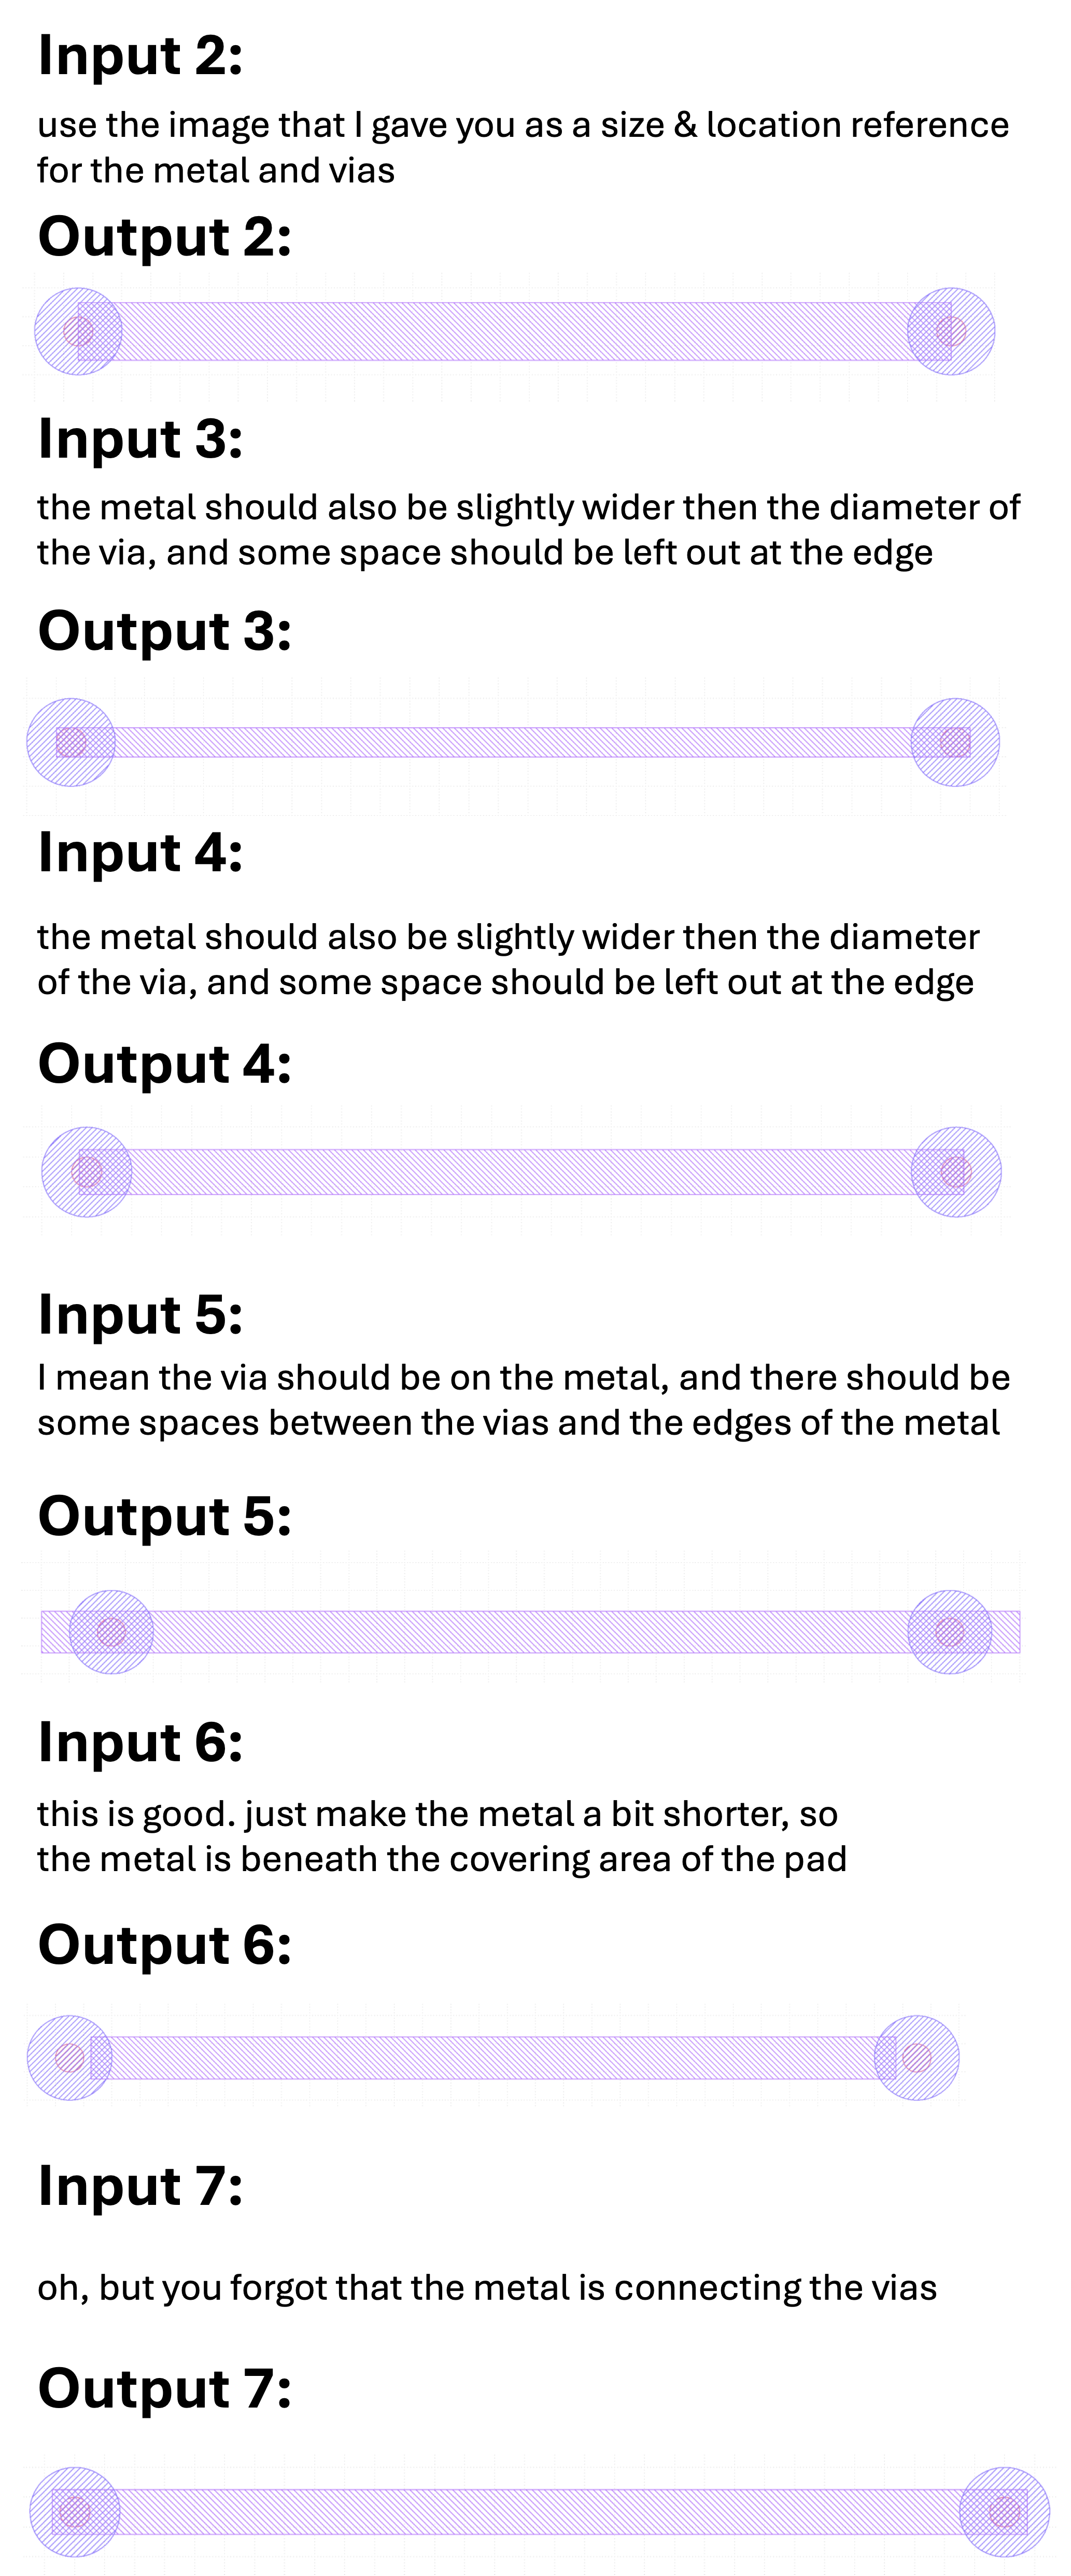 Input 2:
use the image that I gave you as a size & location reference
for the metal and vias
Output 2:
Input 3:
the metal should also be slightly wider then the diameter of
the via, and some space should be left out at the edge
Output 3:
Input 4:
the metal should also be slightly wider then the diameter
of the via, and some space should be left out at the edge
Output 4:
Input 5:
I mean the via should be on the metal, and there should be
some spaces between the vias and the edges of the metal
Output 5:
Input 6:
this is good. just make the metal a bit shorter, so
the metal is beneath the covering area of the pad
Output 6:
Input 7:
oh, but you forgot that the metal is connecting the vias
Output 7: